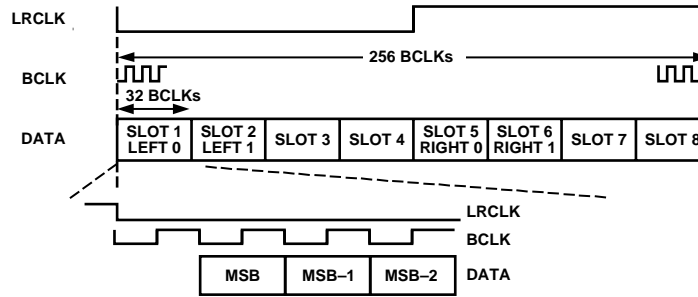 LRCLK
256 BCLKs
BCLK
32 BCLKs
DATA
SLOT 1
LEFT 0
SLOT 2
LEFT 1
SLOT 3
SLOT 4
SLOT 5
RIGHT 0
SLOT 6
RIGHT 1
SLOT 7
SLOT 8
LRCLK
BCLK
MSB
MSB–1
MSB–2
DATA